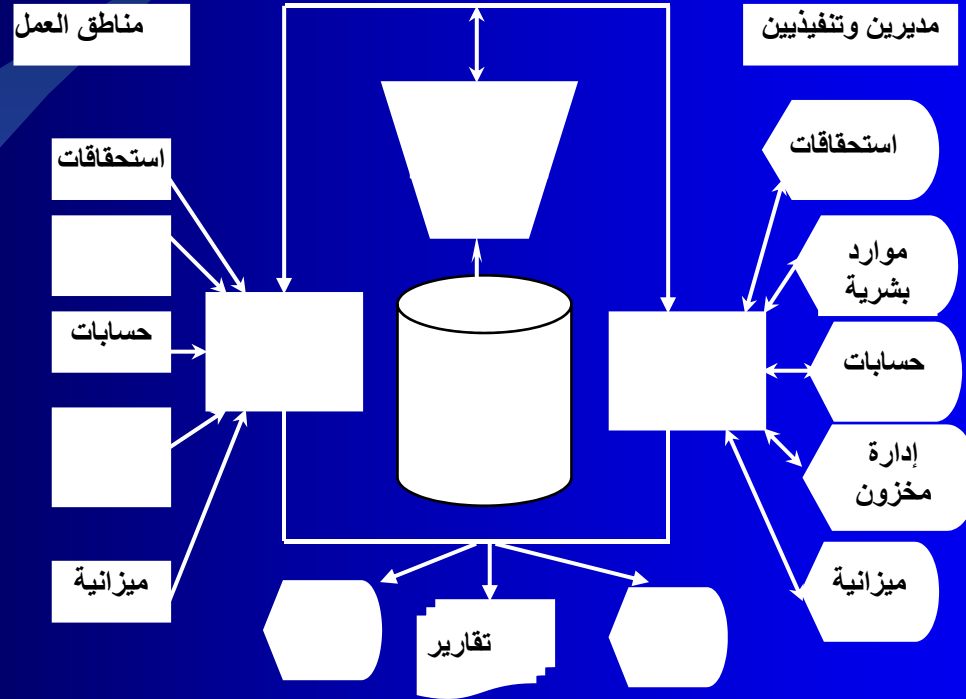 مديرين وتنفيذيين
مناطق العمل
استحقاقات
موارد
بشرية
حسابات
إدارة
مخزون
ميزانية
استحقاقات
حسابات
ميزانية
تقارير